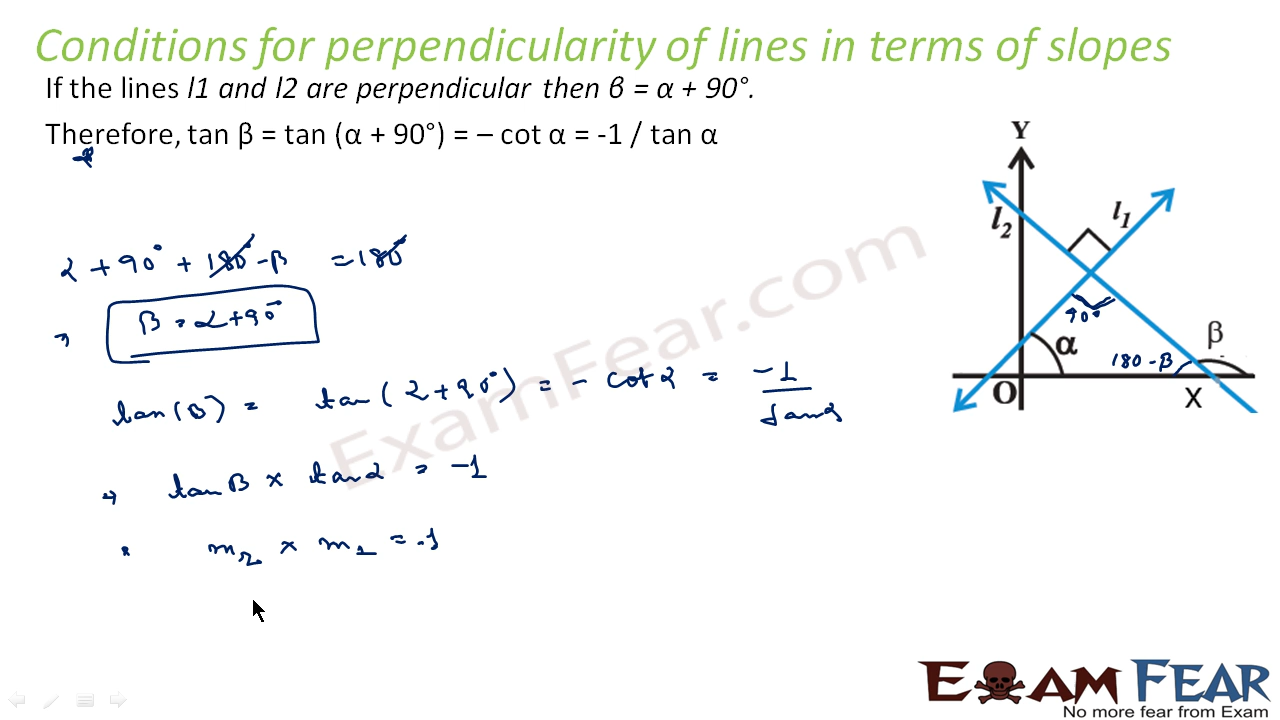 Conditions for perpendicularity of lines in terms of slopes
If the lines l1 and l2 are perpendicular then β = α + 90°.
Therefore, tan β = tan (α + 90°) = – cot α = -1 / tan α
α + 90° + 180° - β = 180°
⇒ β = α + 90°
tan(β) = tan(α + 90°) = - cot α = -1 / tan α
⇒ tan β × tan α = -1
m2 × m1 = -1
Y
l2
l1
90°
α
180 - β
β
O
X
ExamFear.com
EXAM FEAR
No more fear from Exam